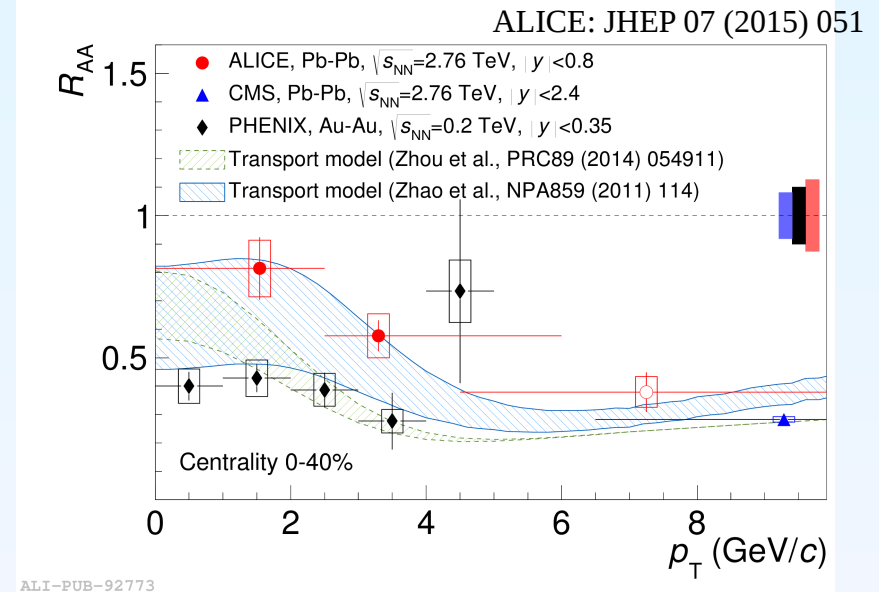 ALICE: JHEP 07 (2015) 051
R_AA
ALICE, Pb-Pb, √s_NN=2.76 TeV, |y|<0.8
CMS, Pb-Pb, √s_NN=2.76 TeV, |y|<2.4
PHENIX, Au-Au, √s_NN=0.2 TeV, |y|<0.35
Transport model (Zhou et al., PRC89 (2014) 054911)
Transport model (Zhao et al., NPA859 (2011) 114)
1.5
1
0.5
Centrality 0-40%
0 2 4 6 8
p_T (GeV/c)
ALI-PUB-92773